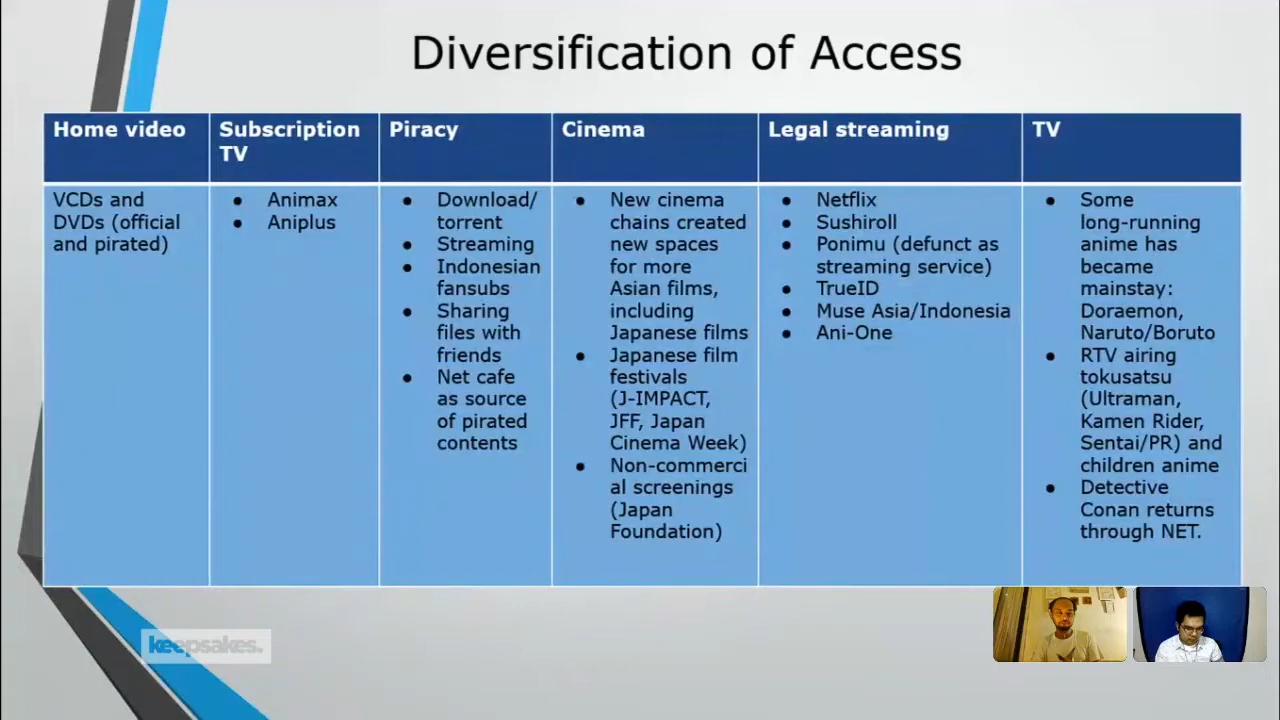 Diversification of Access
Home video
VCDs and
DVDs (official
and pirated)
Subscription
TV
● Animax
● Aniplus
Piracy
● Download/
torrent
● Streaming
● Indonesian
fansubs
● Sharing
files with
friends
● Net cafe
as source
of pirated
contents
Cinema
● New cinema
chains created
new spaces
for more
Asian films,
including
Japanese films
● Japanese film
festivals
(J-IMPACT,
JFF, Japan
Cinema Week)
● Non-commerci
al screenings
(Japan
Foundation)
Legal streaming
● Netflix
● Sushiroll
● Ponimu (defunct as
streaming service)
● TrueID
● Muse Asia/Indonesia
● Ani-One
TV
● Some
long-running
anime has
became
mainstay:
Doraemon,
Naruto/Boruto
● RTV airing
tokusatsu
(Ultraman,
Kamen Rider,
Sentai/PR) and
children anime
● Detective
Conan returns
through NET.
keepsakes.